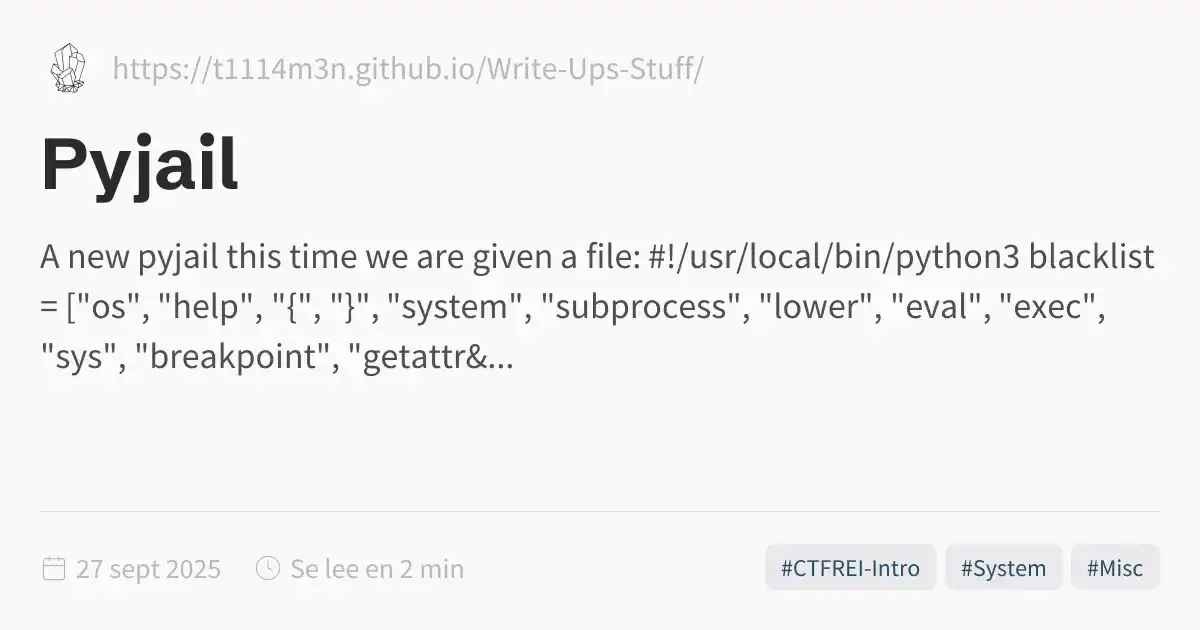 https://t1114m3n.github.io/Write-Ups-Stuff/
Pyjail
A new pyjail this time we are given a file: #!/usr/local/bin/python3 blacklist
= ["os", "help", "{", "}", "system", "subprocess", "lower", "eval", "exec",
"sys", "breakpoint", "getattr&...
27 sept 2025
Se lee en 2 min
#CTFREI-Intro
#System
#Misc